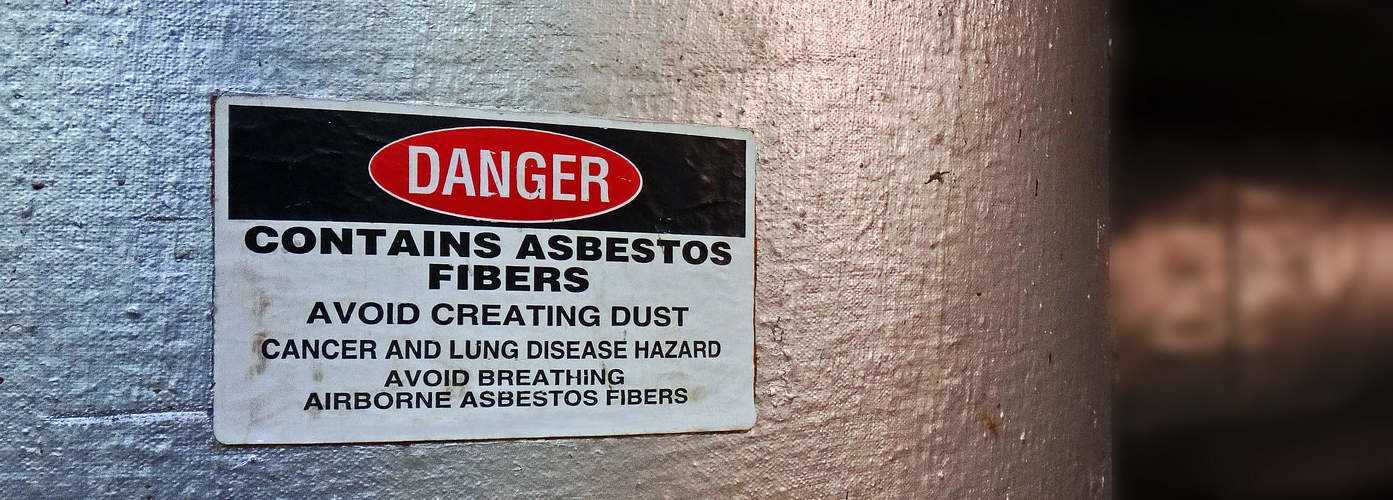 DANGER
CONTAINS ASBESTOS
FIBERS
AVOID CREATING DUST
CANCER AND LUNG DISEASE HAZARD
AVOID BREATHING
AIRBORNE ASBESTOS FIBERS